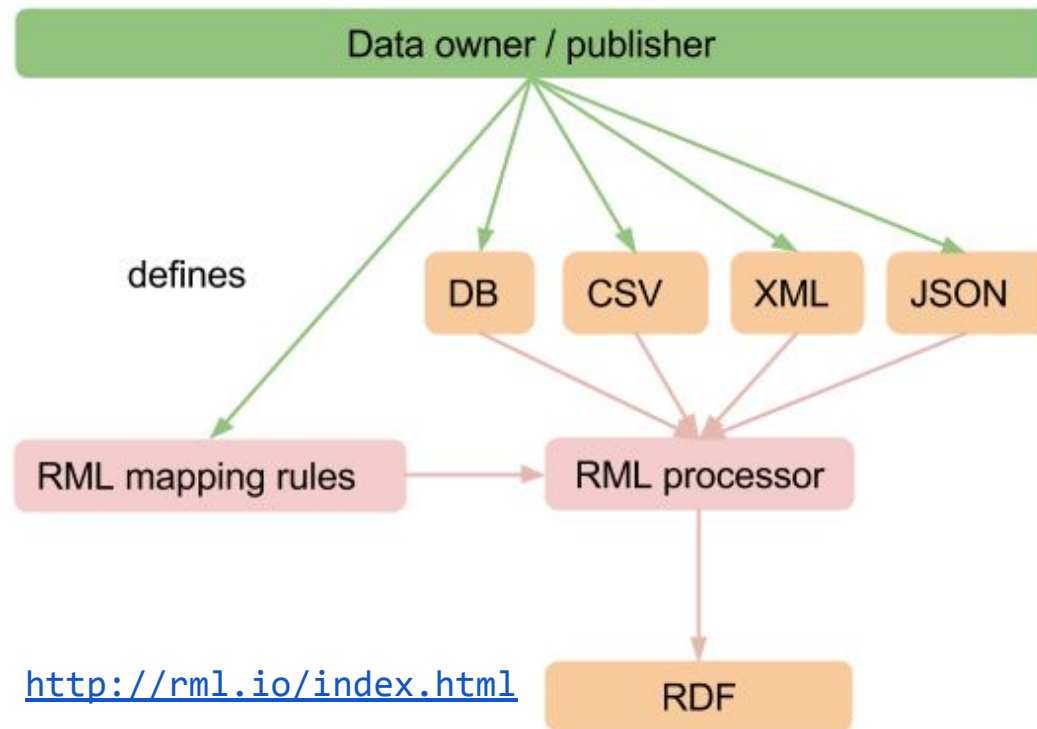 Data owner / publisher
defines
DB
CSV
XML
JSON
RML mapping rules
RML processor
http://rml.io/index.html
RDF